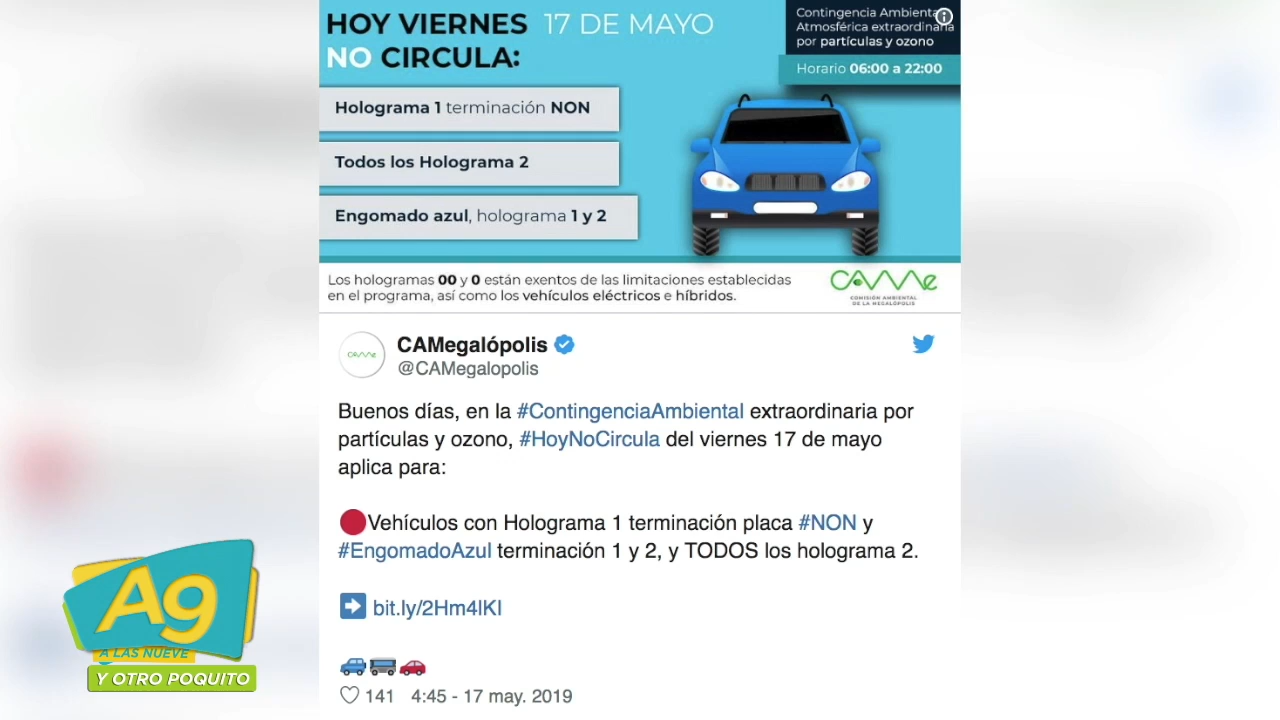 HOY VIERNES 17 DE MAYO
NO CIRCULA:
Contingencia Ambiental
Atmosférica extraordinaria
por partículas y ozono
Horario 06:00 a 22:00
Holograma 1 terminación NON
Todos los Holograma 2
Engomado azul, holograma 1 y 2
Los hologramas 00 y 0 están exentos de las limitaciones establecidas
en el programa, así como los vehículos eléctricos e híbridos.
CAMe
COMISIÓN AMBIENTAL
DE LA MEGALÓPOLIS
CAMe
CAMegalópolis
@CAMegalopolis
Buenos días, en la #ContingenciaAmbiental extraordinaria por
partículas y ozono, #HoyNoCircula del viernes 17 de mayo
aplica para:
Vehículos con Holograma 1 terminación placa #NON y
#EngomadoAzul terminación 1 y 2, y TODOS los holograma 2.
bit.ly/2Hm4lKI
141 4:45 - 17 may. 2019
A9
A LAS NUEVE
Y OTRO POQUITO